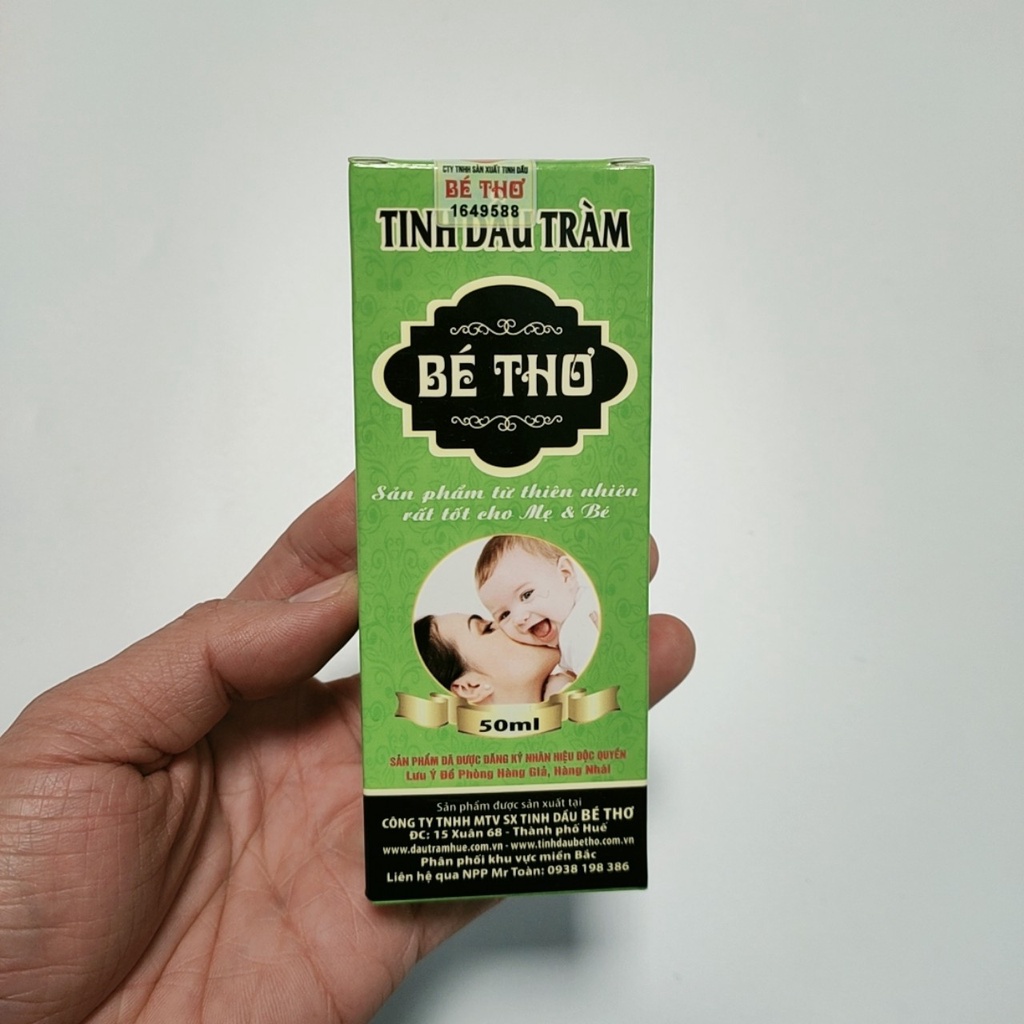 CTY TNHH SẢN XUẤT TINH DẦU
BÉ THƠ
1649588
TINH DẦU TRÀM
BÉ THƠ
Sản phẩm từ thiên nhiên
rất tốt cho Mẹ & Bé
50ml
SẢN PHẨM ĐÃ ĐƯỢC ĐĂNG KÝ NHÃN HIỆU ĐỘC QUYỀN
Lưu Ý Đề Phòng Hàng Giả, Hàng Nhái
Sản phẩm được sản xuất tại
CÔNG TY TNHH MTV SX TINH DẦU BÉ THƠ
ĐC: 15 Xuân 68 - Thành phố Huế
www.dautramhue.com.vn - www.tinhdaubetho.com.vn
Phân phối khu vực miền Bắc
Liên hệ qua NPP Mr Toàn: 0938 198 386